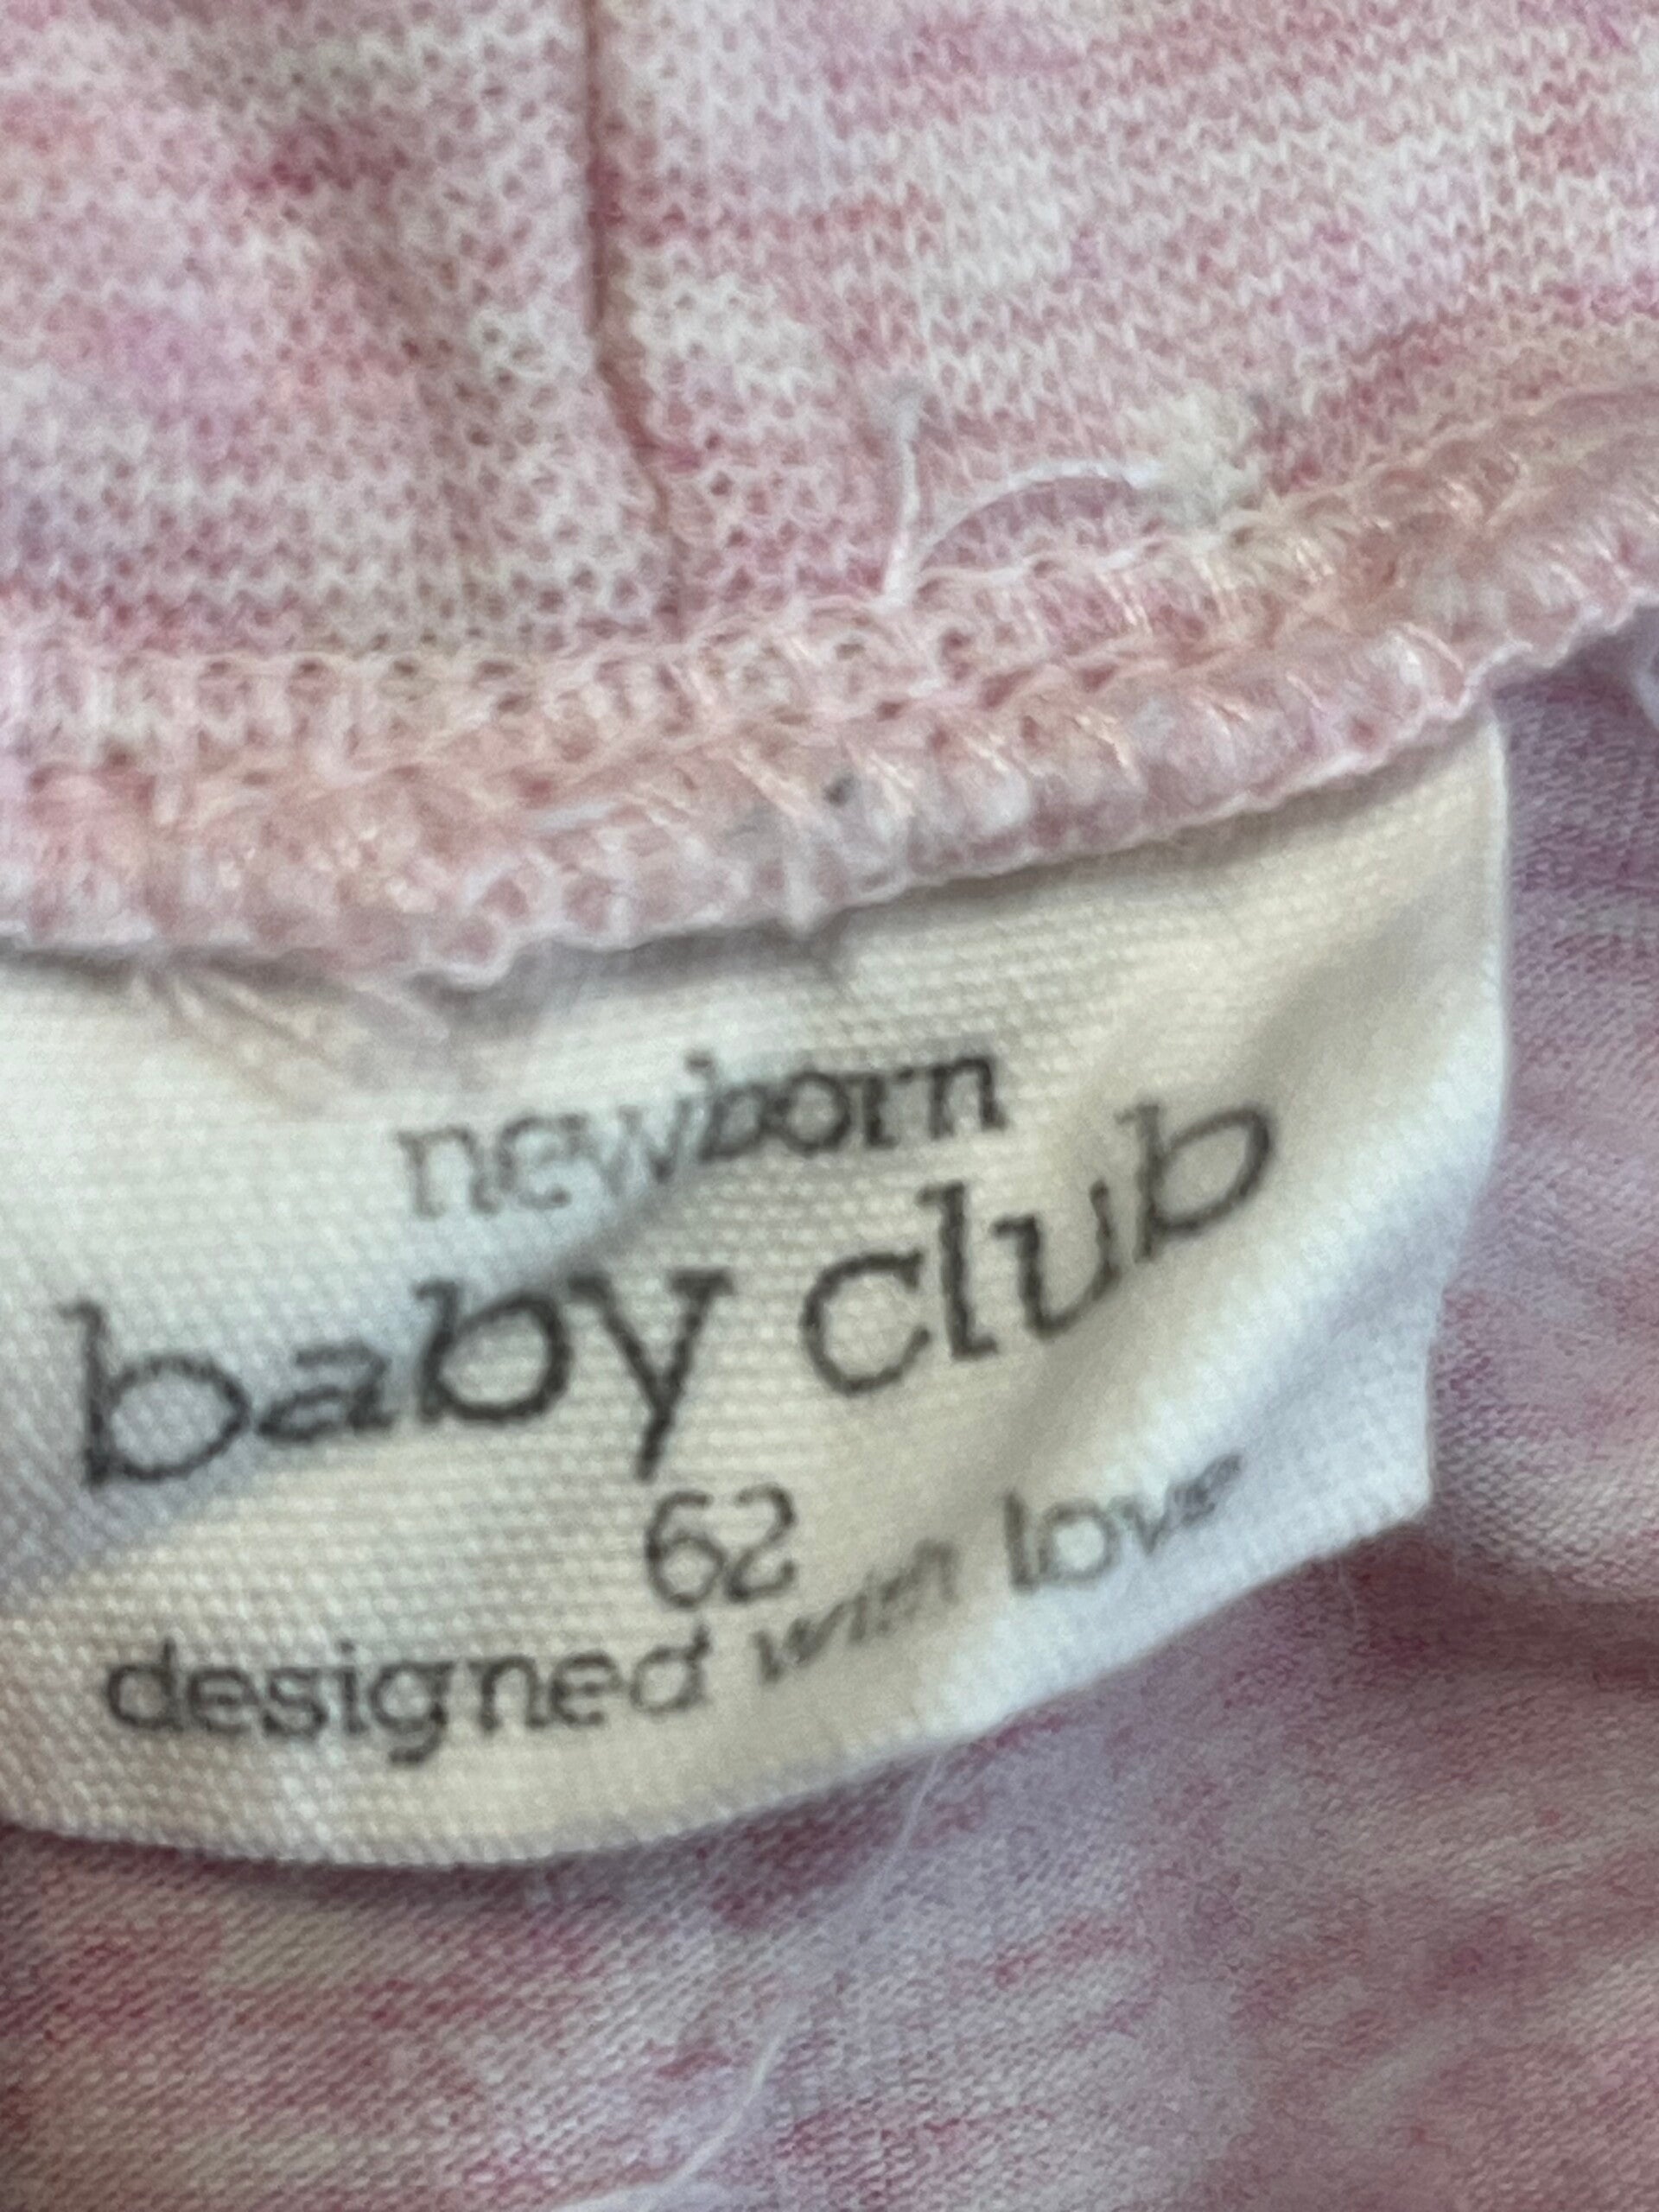 newborn
baby club
62
designed with love